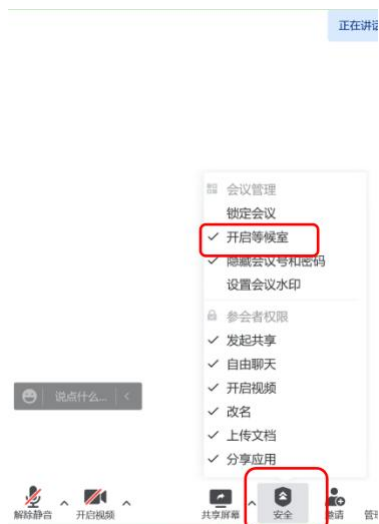 正在讲话
会议管理
锁定会议
开启等候室
隐藏会议号和密码
设置会议水印
参会者权限
发起共享
自由聊天
开启视频
改名
上传文档
分享应用
说点什么...
解除静音
开启视频
共享屏幕
安全
邀请
管理